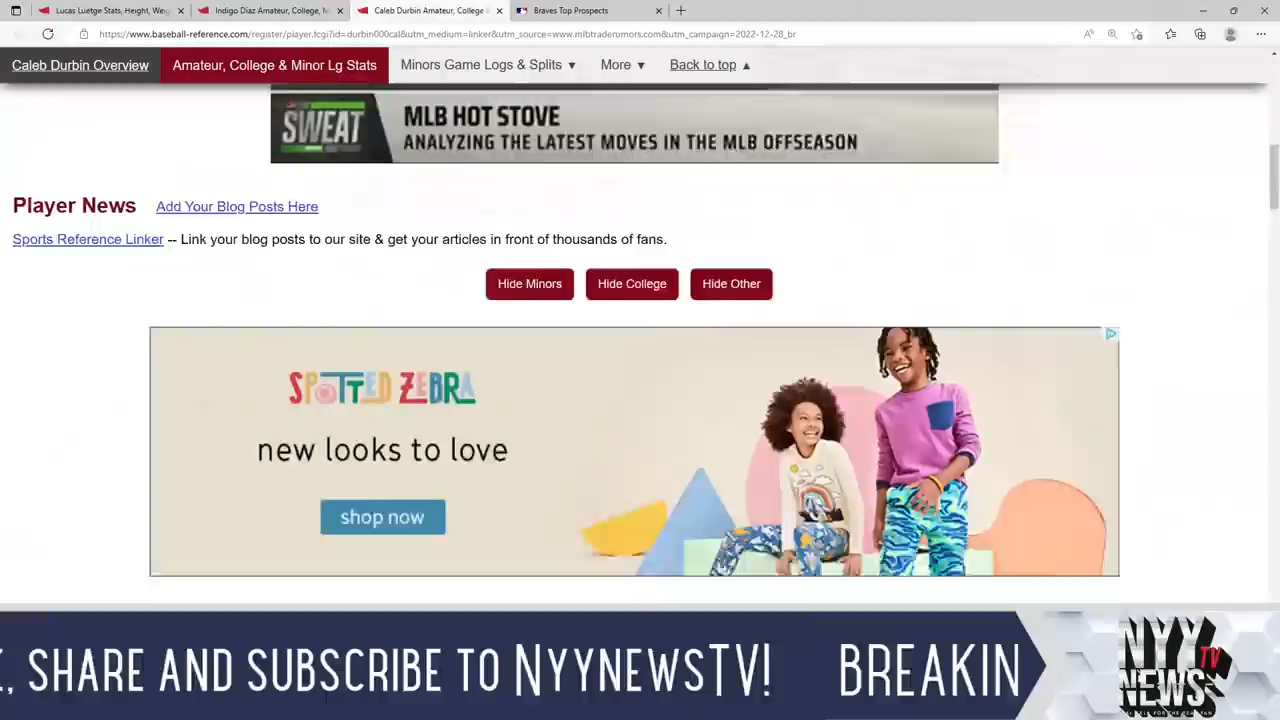 Lucas Luetge Stats, Height, Weig
Indigo Diaz Amateur, College, M
Caleb Durbin Amateur, College &
Braves Top Prospects
https://www.baseball-reference.com/register/player.fcgi?id=durbin000cal&utm_medium=linker&utm_source=www.mlbtraderumors.com&utm_campaign=2022-12-28_br
Caleb Durbin Overview
Amateur, College & Minor Lg Stats
Minors Game Logs & Splits ▼
More ▼
Back to top ▲
SWEAT
MLB HOT STOVE
ANALYZING THE LATEST MOVES IN THE MLB OFFSEASON
Player News
Add Your Blog Posts Here
Sports Reference Linker -- Link your blog posts to our site & get your articles in front of thousands of fans.
Hide Minors
Hide College
Hide Other
SPOTTED ZEBRA
new looks to love
shop now
, SHARE AND SUBSCRIBE TO NYYNEWSTV!
BREAKIN
NYY
TV
NEWS